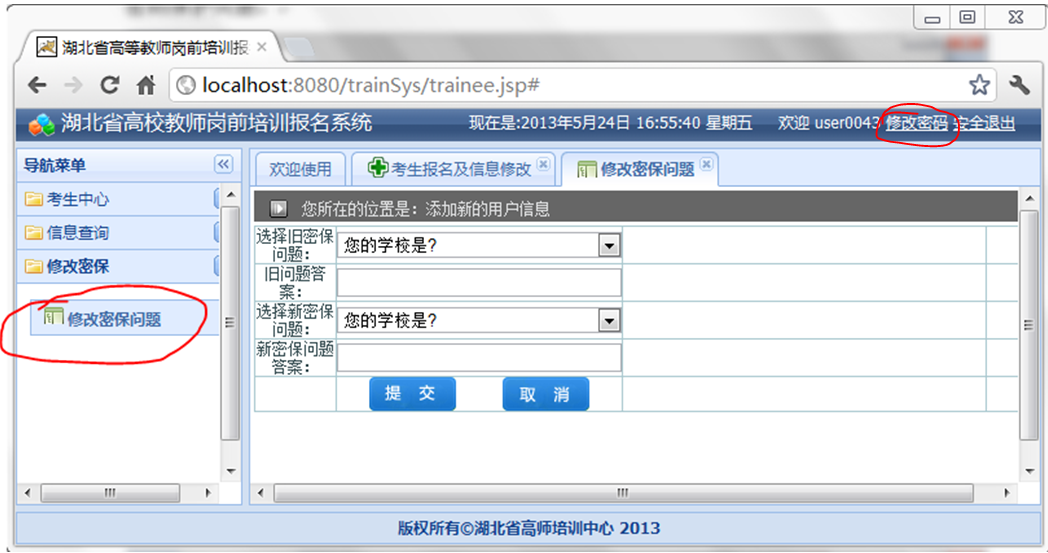 湖北省高等教师岗前培训报
localhost:8080/trainSys/trainee.jsp#
湖北省高校教师岗前培训报名系统 现在是:2013年5月24日 16:55:40 星期五 欢迎 user0043 修改密码 安全退出
导航菜单
考生中心
信息查询
修改密保
修改密保问题
欢迎使用 考生报名及信息修改 修改密保问题
您所在的位置是：添加新的用户信息
选择旧密保
问题：
您的学校是?
旧问题答
案：
选择新密保
问题：
您的学校是?
新密保问题
答案：
提 交 取 消
版权所有©湖北省高师培训中心 2013